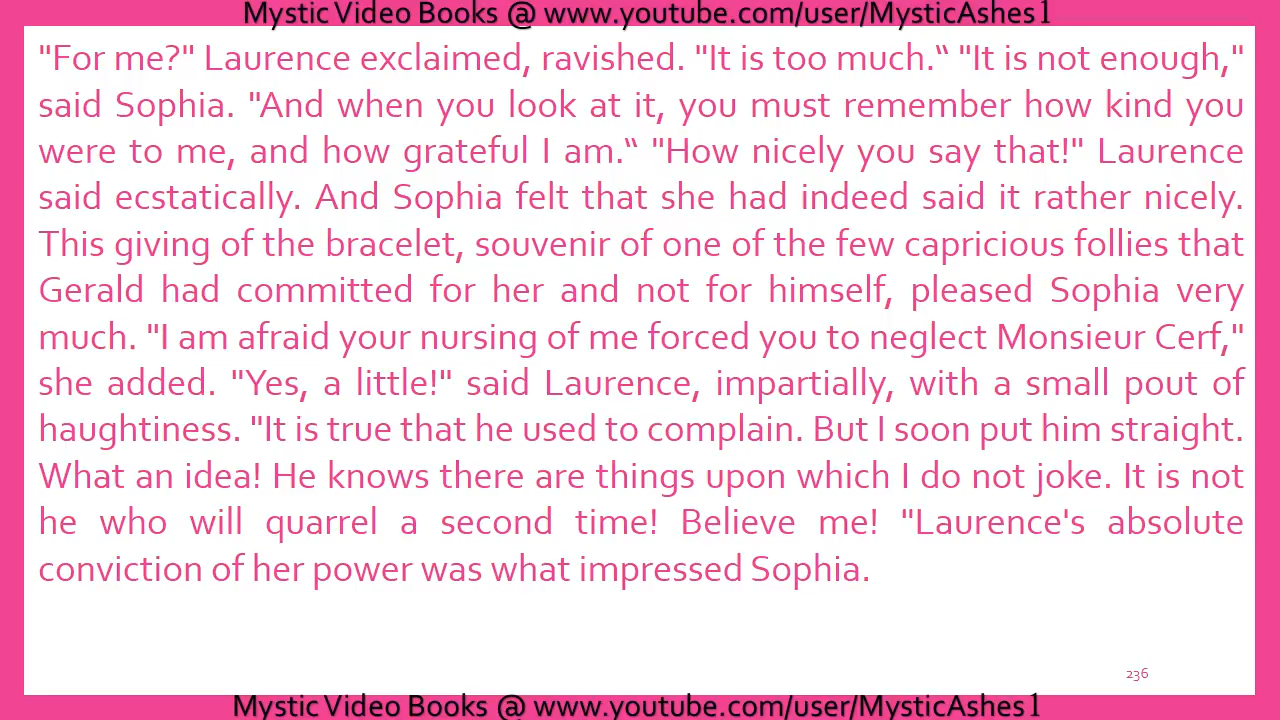 Mystic Video Books @ www.youtube.com/user/MysticAshes1
"For me?" Laurence exclaimed, ravished. "It is too much.“ "It is not enough,"
said Sophia. "And when you look at it, you must remember how kind you
were to me, and how grateful I am.“ "How nicely you say that!" Laurence
said ecstatically. And Sophia felt that she had indeed said it rather nicely.
This giving of the bracelet, souvenir of one of the few capricious follies that
Gerald had committed for her and not for himself, pleased Sophia very
much. "I am afraid your nursing of me forced you to neglect Monsieur Cerf,"
she added. "Yes, a little!" said Laurence, impartially, with a small pout of
haughtiness. "It is true that he used to complain. But I soon put him straight.
What an idea! He knows there are things upon which I do not joke. It is not
he who will quarrel a second time! Believe me! "Laurence's absolute
conviction of her power was what impressed Sophia.
236
Mystic Video Books @ www.youtube.com/user/MysticAshes1